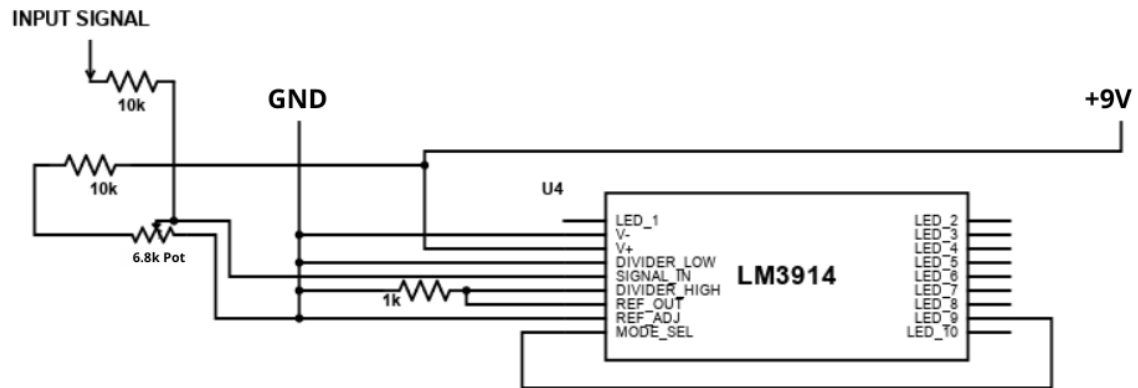 INPUT SIGNAL
10k
GND
+9V
10k
U4
6.8k Pot
LED_1
V-
V+
DIVIDER_LOW
SIGNAL_IN
DIVIDER_HIGH
REF_OUT
REF_ADJ
MODE_SEL
1k
LM3914
LED_2
LED_3
LED_4
LED_5
LED_6
LED_7
LED_8
LED_9
LED_10